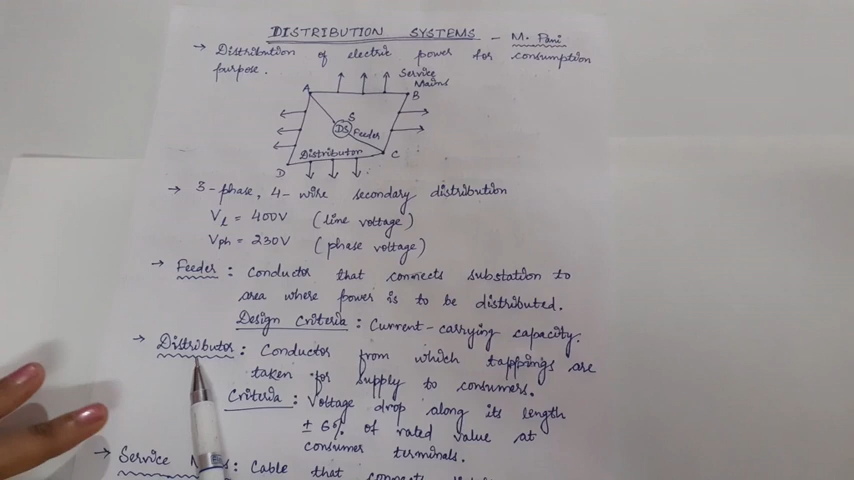 DISTRIBUTION SYSTEMS - M. Pani
→ Distribution of electric power for consumption
purpose.
Service
Mains
A
B
S
DS
Feeder
Distributor
C
D
→ 3-phase, 4-wire secondary distribution
VL = 400V (line voltage)
Vph = 230V (phase voltage)
→ Feeder : Conductor that connects substation to
area where power is to be distributed.
Design Criteria : Current-carrying capacity.
→ Distributor : Conductor from which tappings are
taken for supply to consumers.
Criteria : Voltage drop along its length
± 6% of rated value at
consumer terminals.
→ Service : Cable that